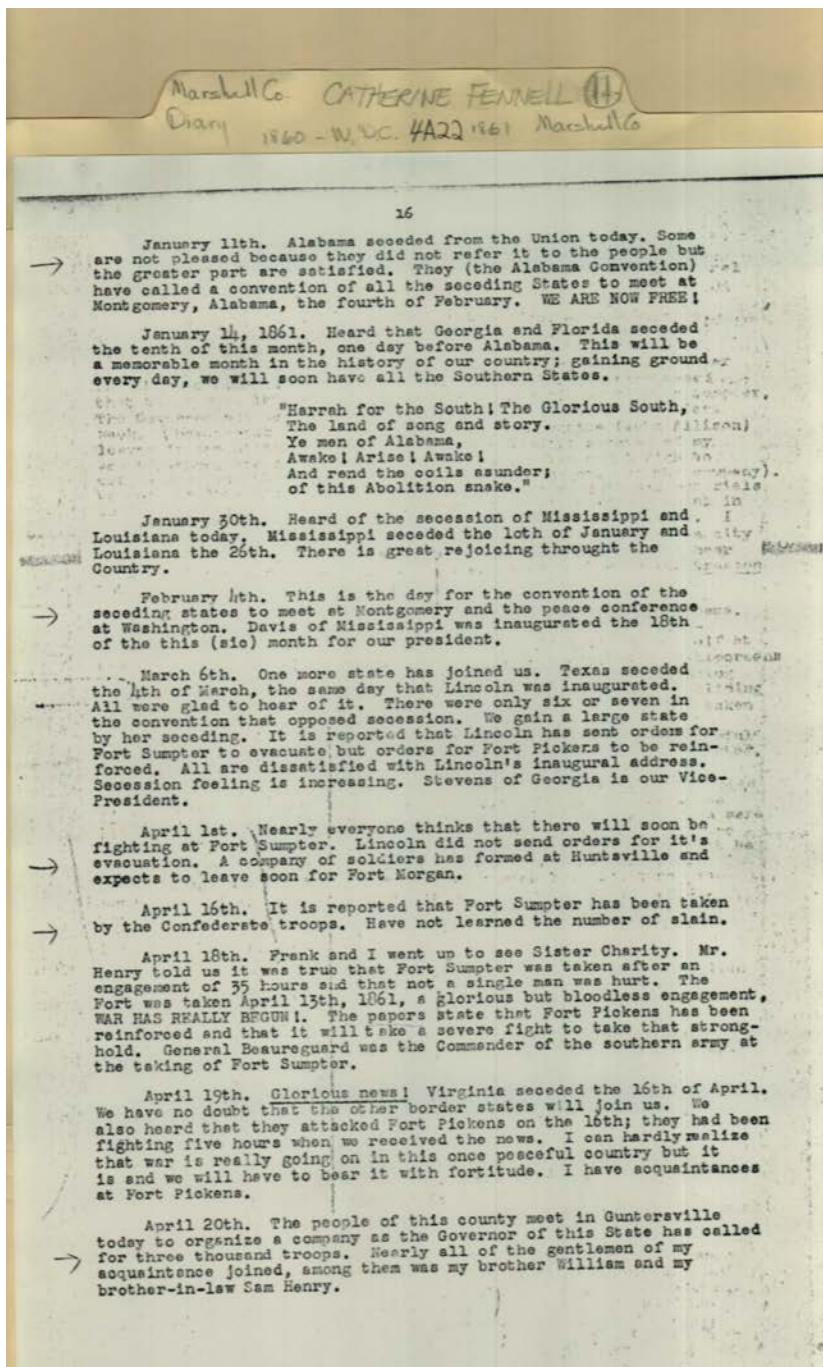 Marshall Co. CATHERINE FENNELL 11
Diary 1860 - W.D.C. 4A22 1861 Marshall Co
16
January 11th. Alabama seceded from the Union today. Some
are not pleased because they did not refer it to the people but
the greater part are satisfied. They (the Alabama Convention)
have called a convention of all the seceding States to meet at
Montgomery, Alabama, the fourth of February. WE ARE NOW FREE!
January 14, 1861. Heard that Georgia and Florida seceded
the tenth of this month, one day before Alabama. This will be
a memorable month in the history of our country; gaining ground
every day, we will soon have all the Southern States.
"Harrah for the South! The Glorious South,
The land of song and story.
Ye men of Alabama,
Awake! Arise! Awake!
And rend the coils asunder;
of this Abolition snake."
January 30th. Heard of the secession of Mississippi and
Louisiana today. Mississippi seceded the loth of January and
Louisiana the 26th. There is great rejoicing throught the
Country.
February 4th. This is the day for the convention of the
seceding states to meet at Montgomery and the peace conference
at Washington. Davis of Mississippi was inaugurated the 18th
of the this (sic) month for our president.
March 6th. One more state has joined us. Texas seceded
the 4th of March, the same day that Lincoln was inaugurated.
All were glad to hear of it. There were only six or seven in
the convention that opposed secession. We gain a large state
by her seceding. It is reported that Lincoln has sent orders for
Fort Sumpter to evacuate but orders for Fort Pickens to be rein-
forced. All are dissatisfied with Lincoln's inaugural address.
Secession feeling is increasing. Stevens of Georgia is our Vice-
President.
April 1st. Nearly everyone thinks that there will soon be
fighting at Fort Sumpter. Lincoln did not send orders for it's
evacuation. A company of soldiers has formed at Huntsville and
expects to leave soon for Fort Morgan.
April 16th. It is reported that Fort Sumpter has been taken
by the Confederate troops. Have not learned the number of slain.
April 18th. Frank and I went up to see Sister Charity. Mr.
Henry told us it was true that Fort Sumpter was taken after an
engagement of 35 hours and that not a single man was hurt. The
Fort was taken April 13th, 1861, a glorious but bloodless engagement,
WAR HAS REALLY BEGUN!. The papers state that Fort Pickens has been
reinforced and that it will take a severe fight to take that strong-
hold. General Beaureguard was the Commander of the southern army at
the taking of Fort Sumpter.
April 19th. Glorious news! Virginia seceded the 16th of April.
We have no doubt that the other border states will join us. We
also heard that they attacked Fort Pickens on the 16th; they had been
fighting five hours when we received the news. I can hardly realize
that war is really going on in this once peaceful country but it
is and we will have to bear it with fortitude. I have acquaintances
at Fort Pickens.
April 20th. The people of this county meet in Guntersville
today to organize a company as the Governor of this State has called
for three thousand troops. Nearly all of the gentlemen of my
acquaintance joined, among them was my brother William and my
brother-in-law Sam Henry.